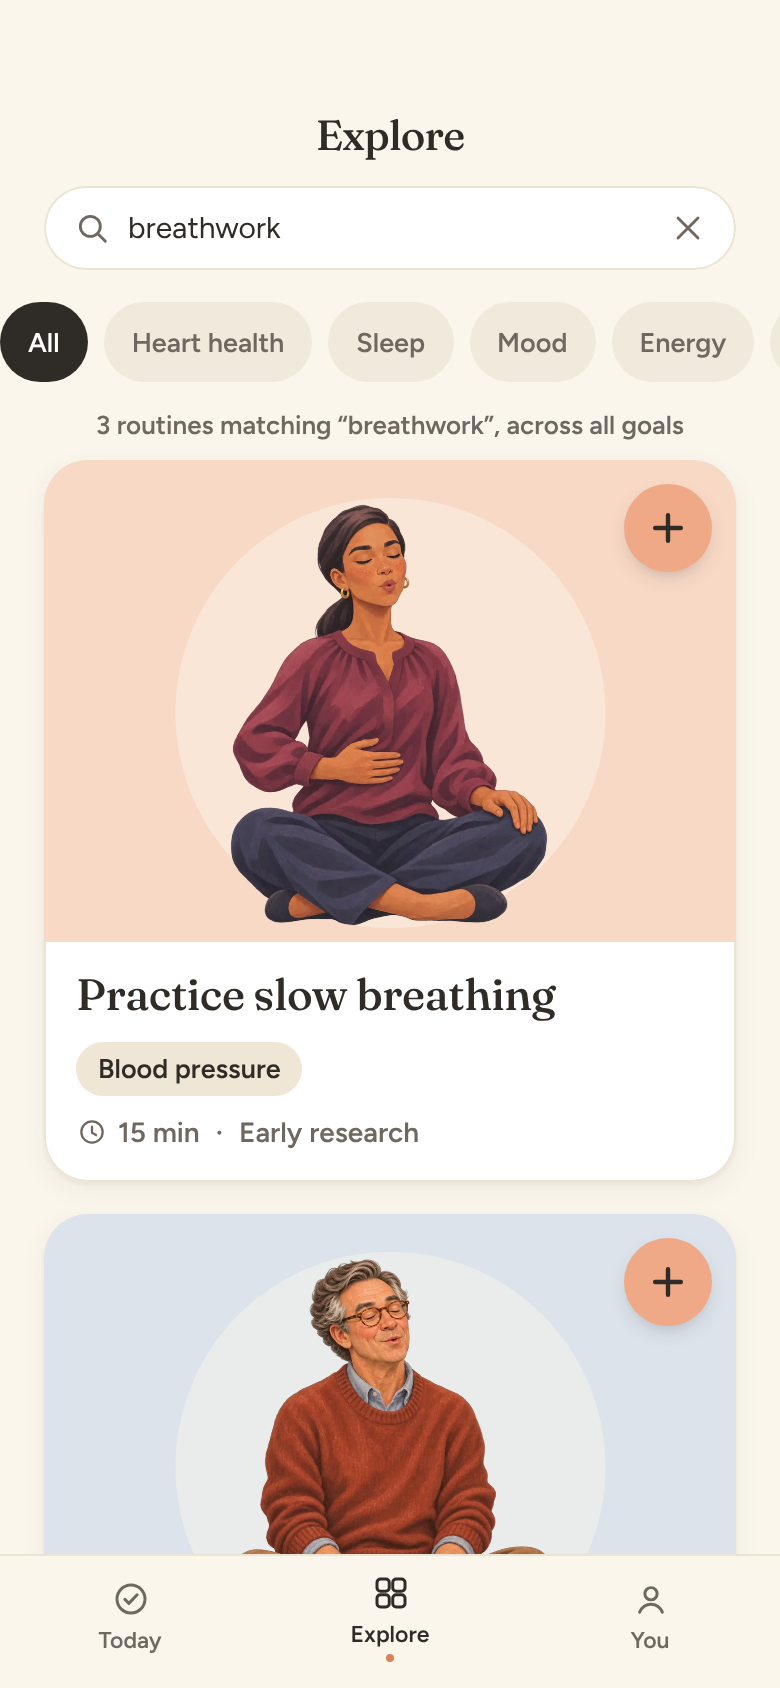 Explore
breathwork
All
Heart health
Sleep
Mood
Energy
3 routines matching “breathwork”, across all goals
Practice slow breathing
Blood pressure
15 min · Early research
Today
Explore
You